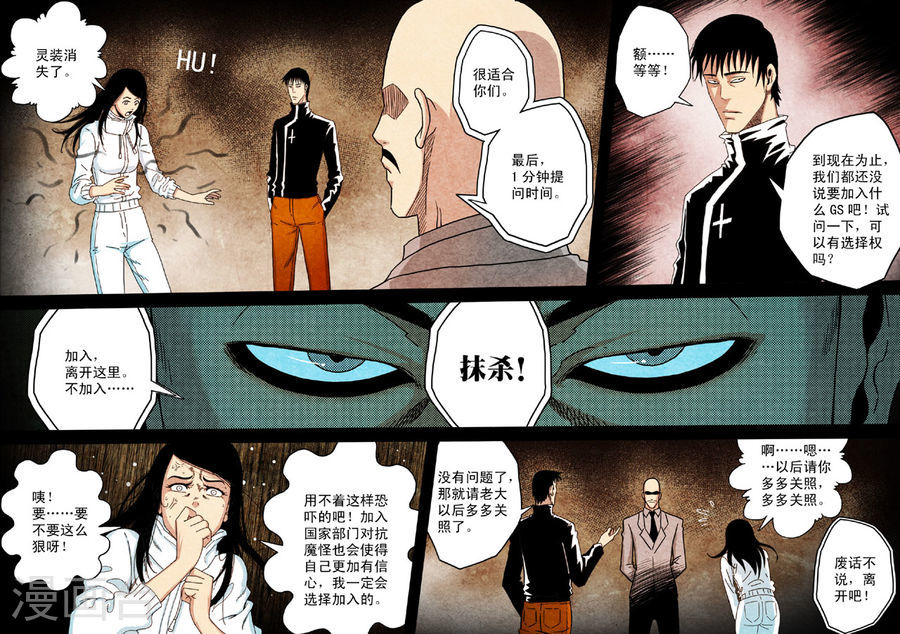 灵装消
失了。
HU!
很适合
你们。
最后，
1分钟提
问时间。
额……
等等！
到现在为止，
我们都还没
说要加入什
么GS吧！试
问一下，可
以有选择权
吗？
加入，
离开这里。
不加入……
抹杀！
咦！
要……要
不要这么
狠呀！
用不着这样恐
吓的吧！加入
国家部门对抗
魔怪也会使得
自己更加有信
心，我一定会
选择加入的。
没有问题了，
那就请老大
以后多多关
照了。
啊……嗯…
…以后请你
多多关照，
多多关照。
废话不
说，离
开吧！
漫画台